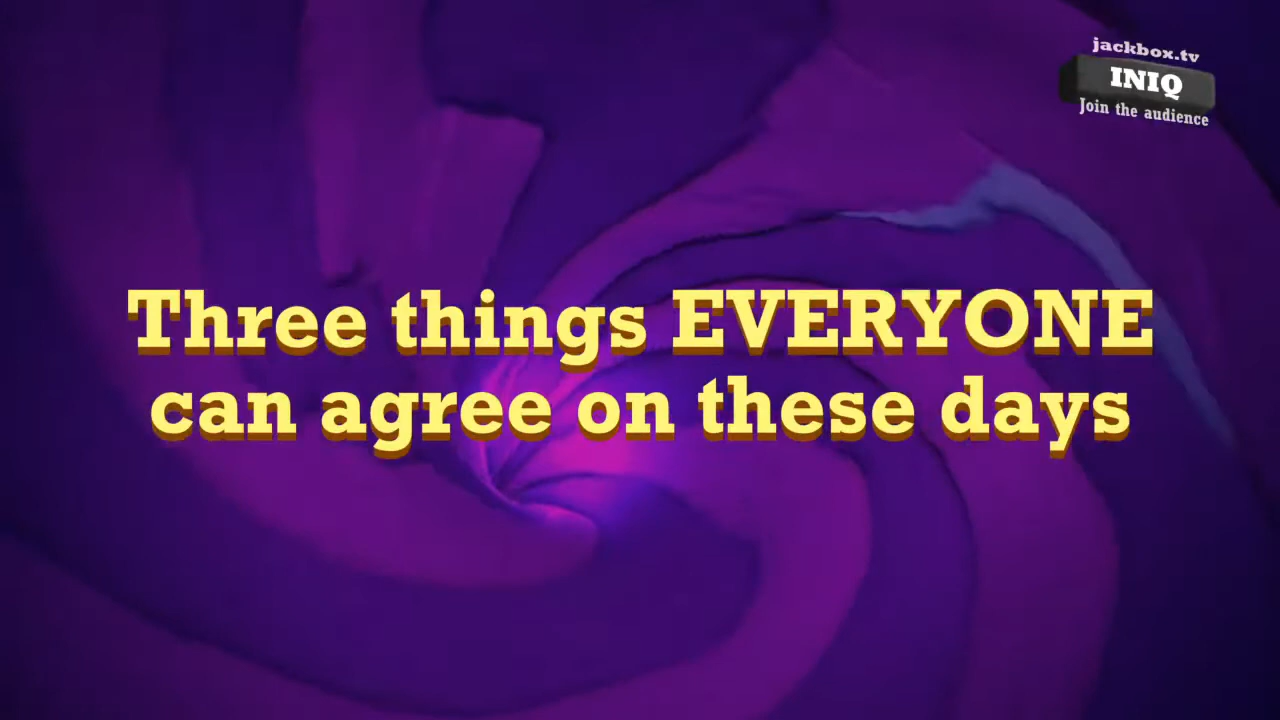 jackbox.tv
INIQ
Join the audience
Three things EVERYONE
can agree on these days